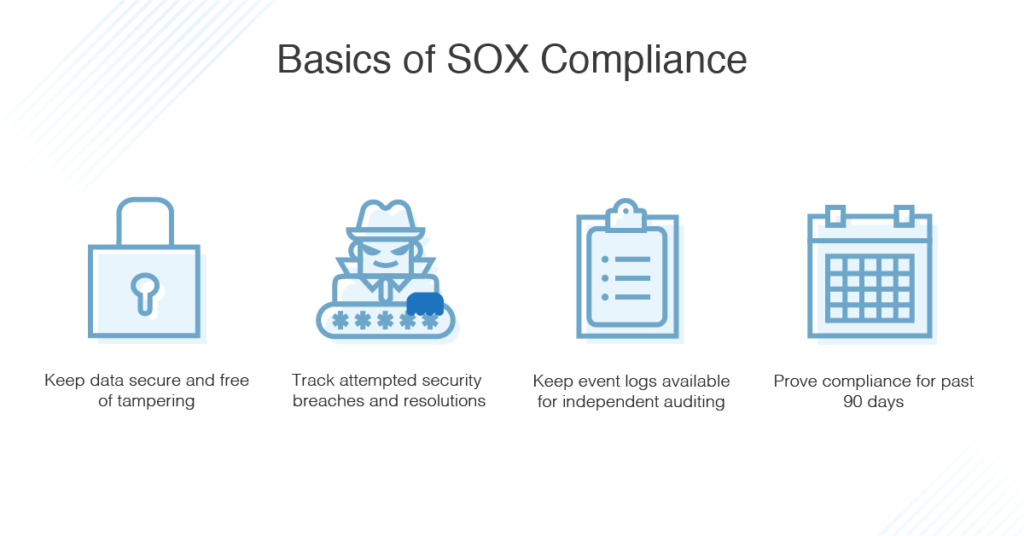 Basics of SOX Compliance
Keep data secure and free
of tampering
Track attempted security
breaches and resolutions
Keep event logs available
for independent auditing
Prove compliance for past
90 days